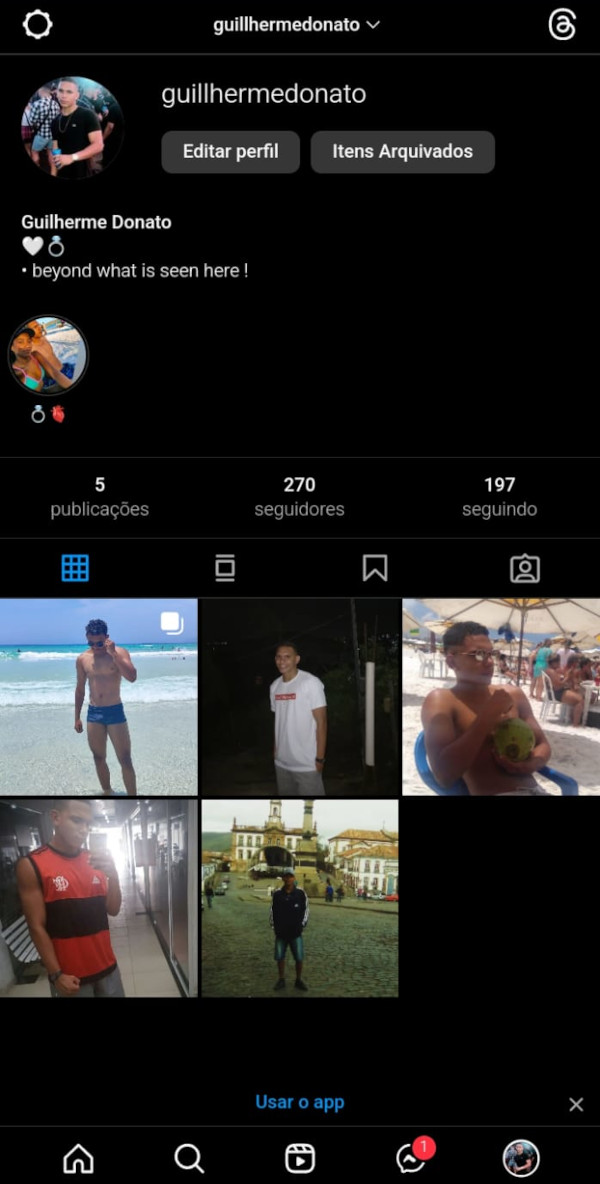 guillhermedonato
guillhermedonato
Editar perfil
Itens Arquivados
Guilherme Donato
• beyond what is seen here !
5
publicações
270
seguidores
197
seguindo
Usar o app
1